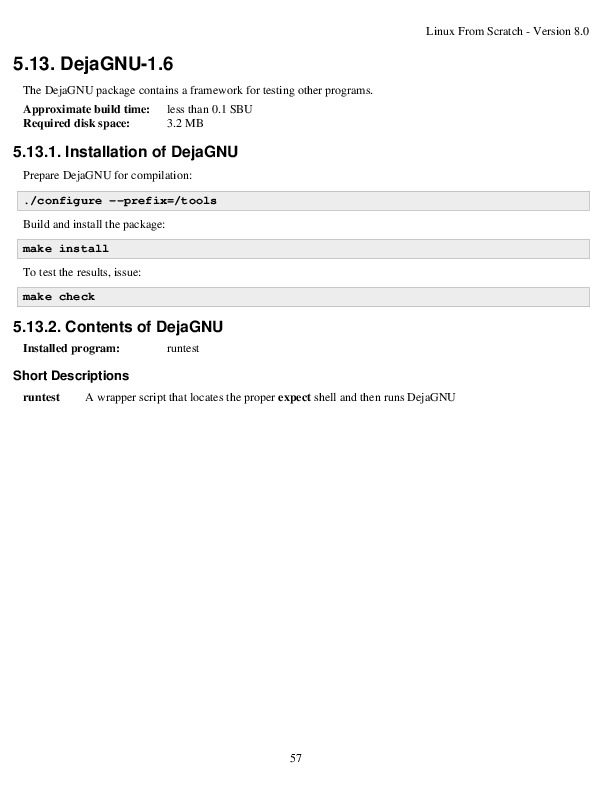 Linux From Scratch - Version 8.0
5.13. DejaGNU-1.6
The DejaGNU package contains a framework for testing other programs.
Approximate build time: less than 0.1 SBU
Required disk space: 3.2 MB
5.13.1. Installation of DejaGNU
Prepare DejaGNU for compilation:
./configure --prefix=/tools
Build and install the package:
make install
To test the results, issue:
make check
5.13.2. Contents of DejaGNU
Installed program: runtest
Short Descriptions
runtest A wrapper script that locates the proper expect shell and then runs DejaGNU
57